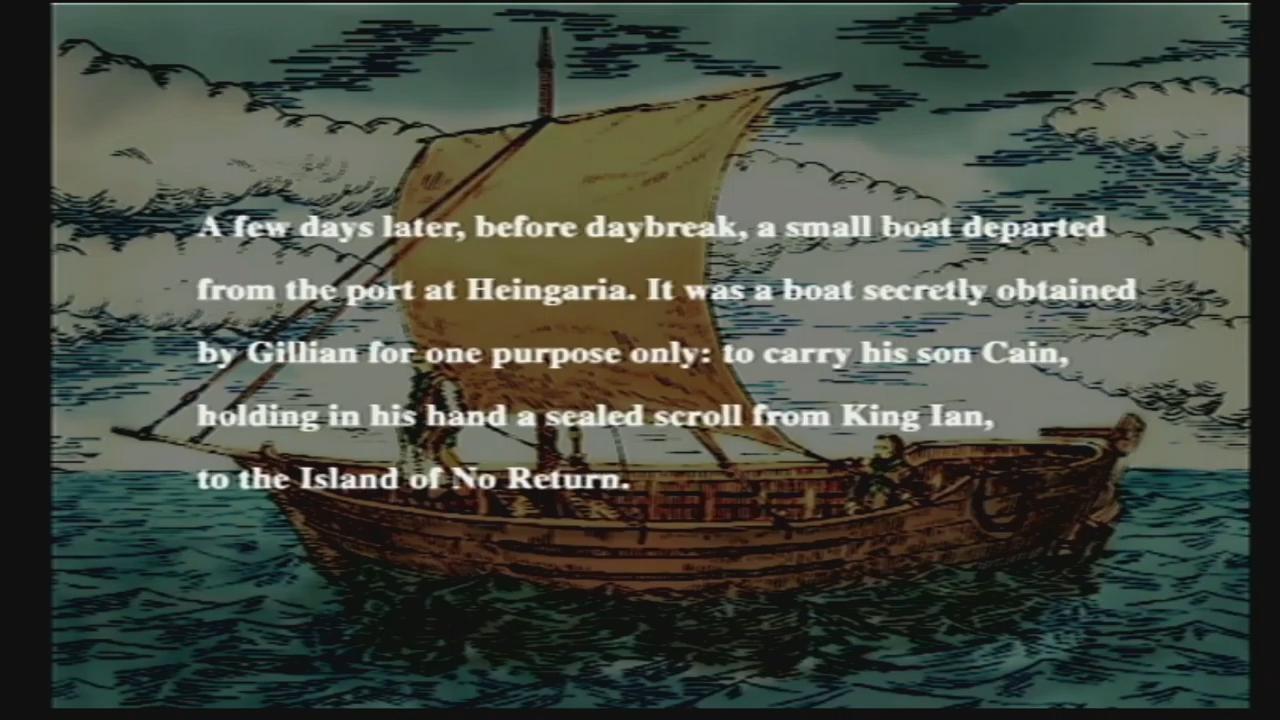 A few days later, before daybreak, a small boat departed
from the port at Heingaria. It was a boat secretly obtained
by Gillian for one purpose only: to carry his son Cain,
holding in his hand a sealed scroll from King Ian,
to the Island of No Return.